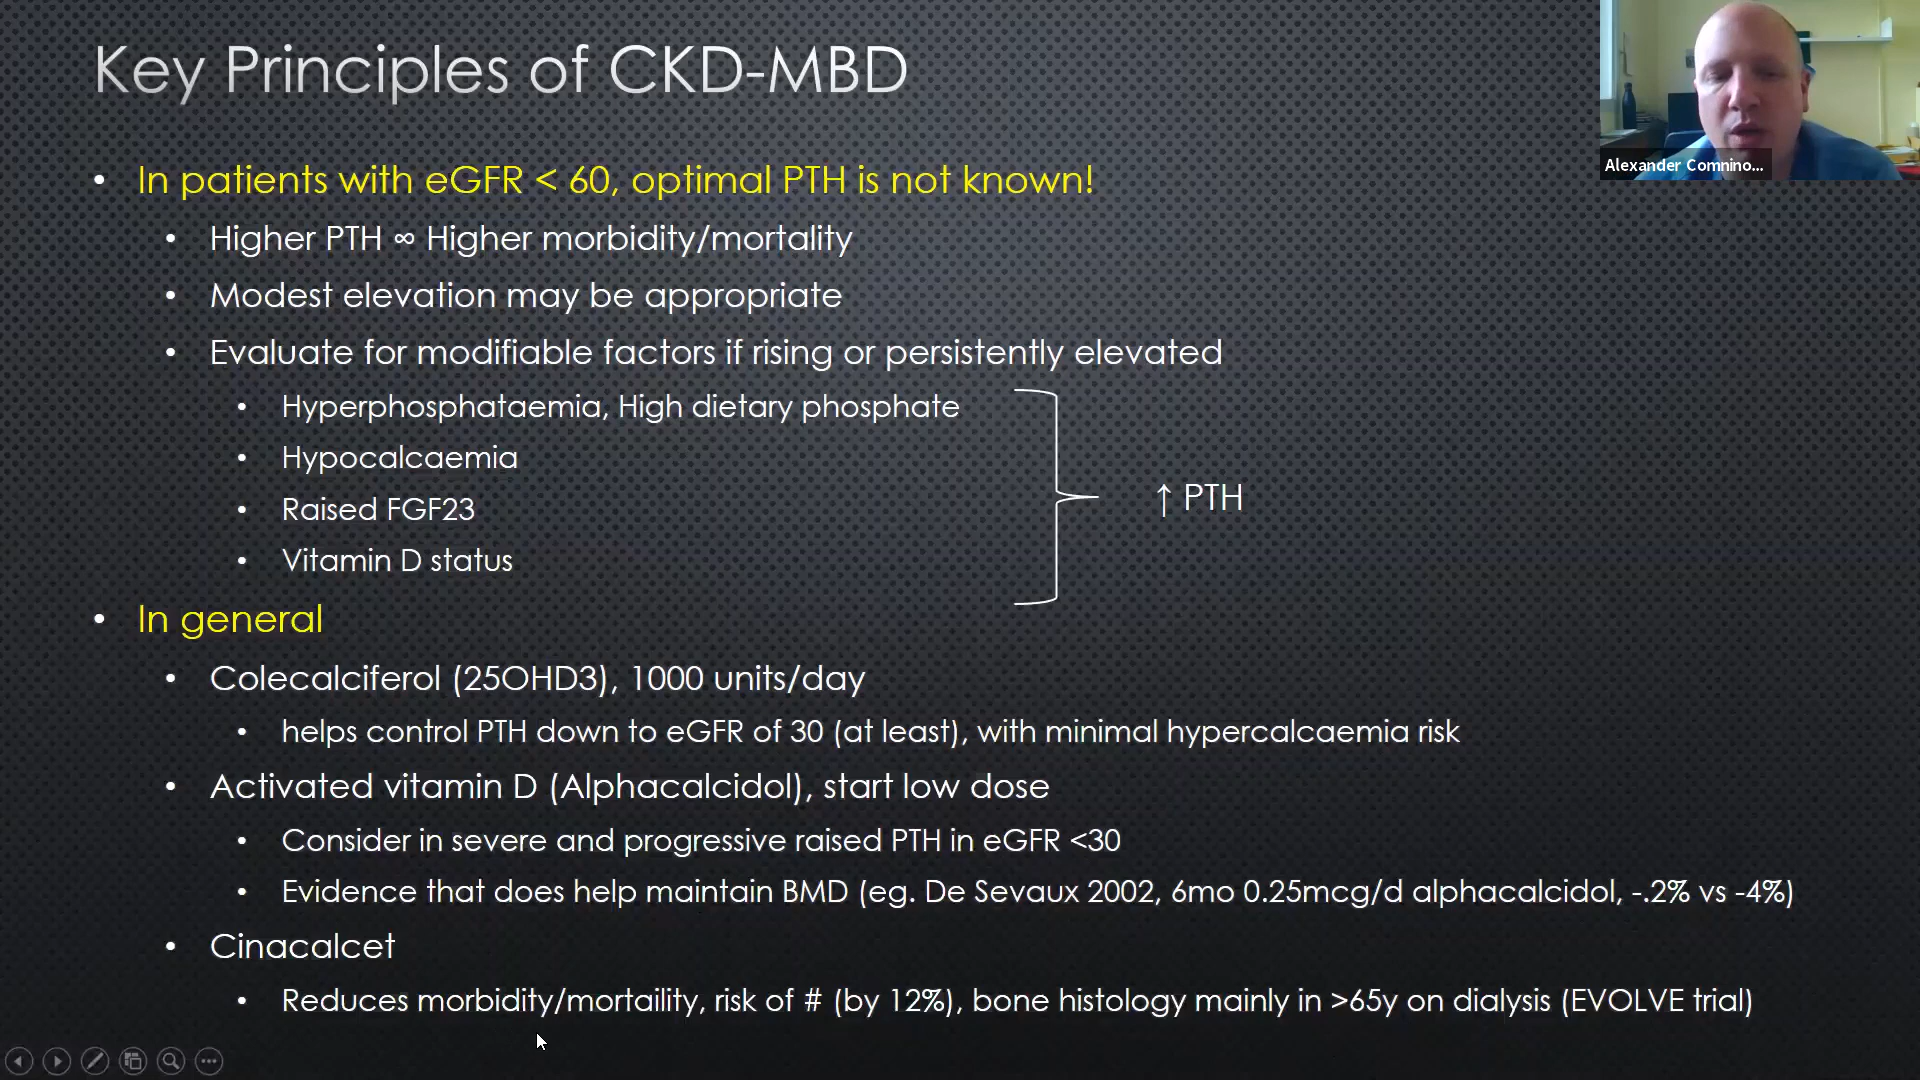 Key Principles of CKD-MBD
Alexander Comnino...
• In patients with eGFR < 60, optimal PTH is not known!
• Higher PTH ∞ Higher morbidity/mortality
• Modest elevation may be appropriate
• Evaluate for modifiable factors if rising or persistently elevated
• Hyperphosphataemia, High dietary phosphate
• Hypocalcaemia
• Raised FGF23
• Vitamin D status
↑ PTH
• In general
• Colecalciferol (25OHD3), 1000 units/day
• helps control PTH down to eGFR of 30 (at least), with minimal hypercalcaemia risk
• Activated vitamin D (Alphacalcidol), start low dose
• Consider in severe and progressive raised PTH in eGFR <30
• Evidence that does help maintain BMD (eg. De Sevaux 2002, 6mo 0.25mcg/d alphacalcidol, -.2% vs -4%)
• Cinacalcet
• Reduces morbidity/mortaility, risk of # (by 12%), bone histology mainly in >65y on dialysis (EVOLVE trial)